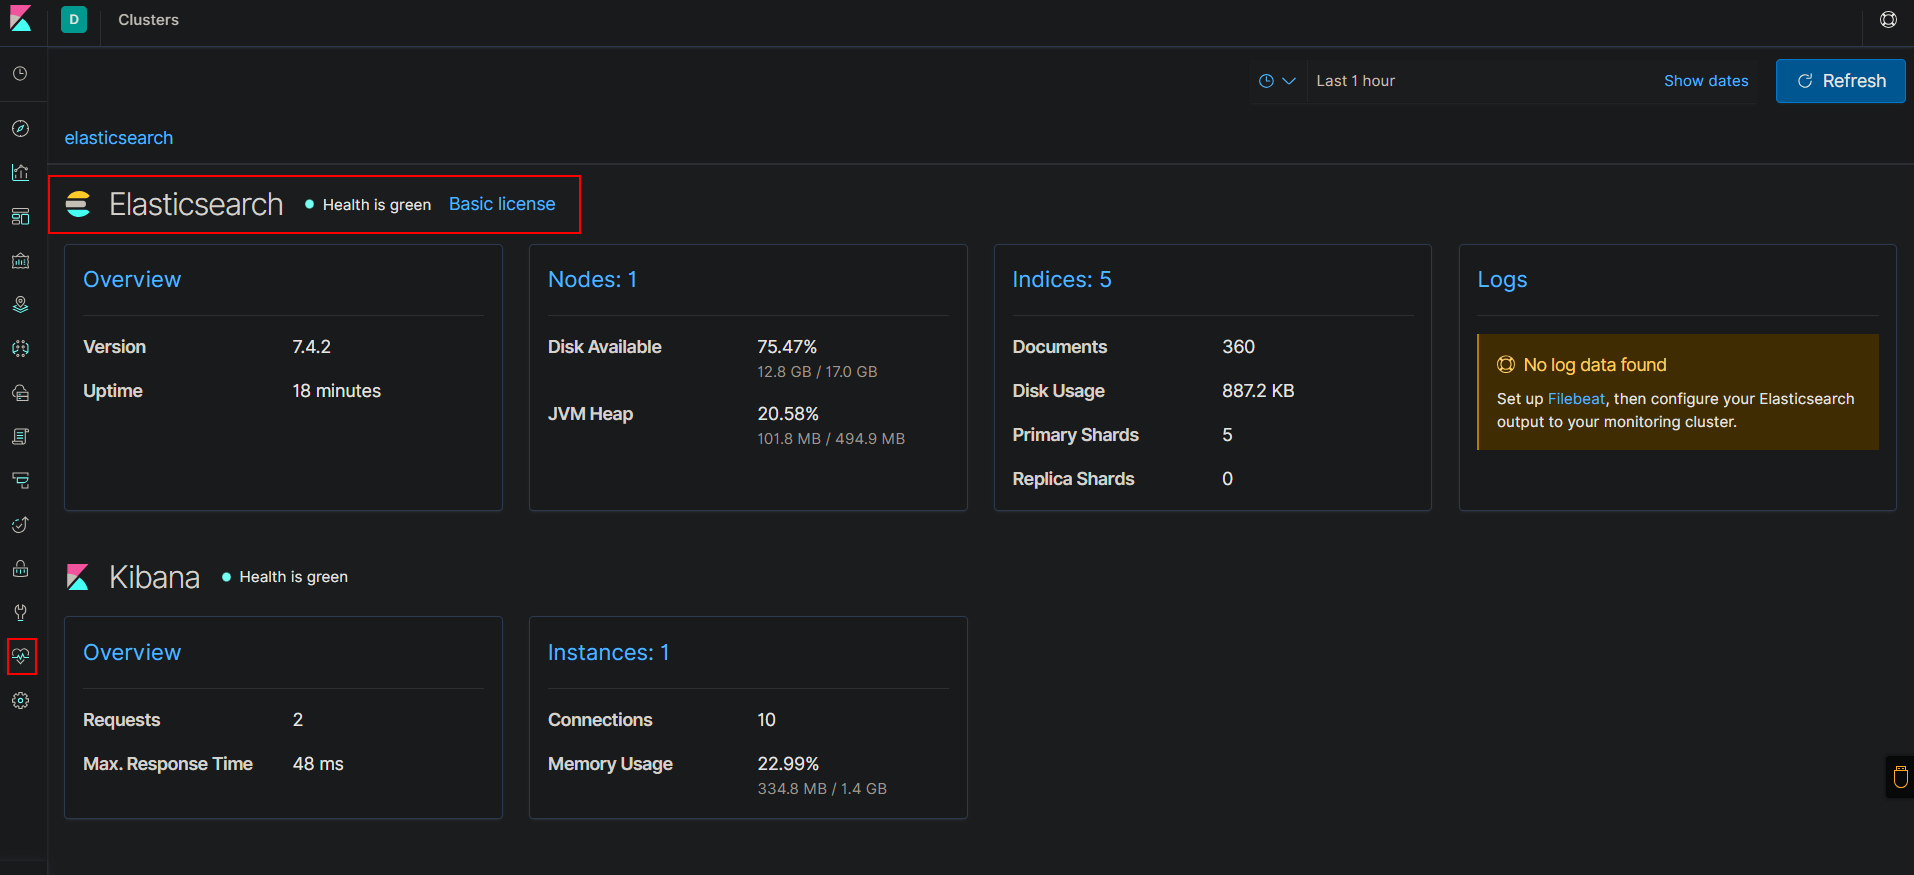 D Clusters
Last 1 hour Show dates Refresh
elasticsearch
Elasticsearch Health is green Basic license
Overview
Version 7.4.2
Uptime 18 minutes
Nodes: 1
Disk Available 75.47%
12.8 GB / 17.0 GB
JVM Heap 20.58%
101.8 MB / 494.9 MB
Indices: 5
Documents 360
Disk Usage 887.2 KB
Primary Shards 5
Replica Shards 0
Logs
No log data found
Set up Filebeat, then configure your Elasticsearch
output to your monitoring cluster.
Kibana Health is green
Overview
Requests 2
Max. Response Time 48 ms
Instances: 1
Connections 10
Memory Usage 22.99%
334.8 MB / 1.4 GB